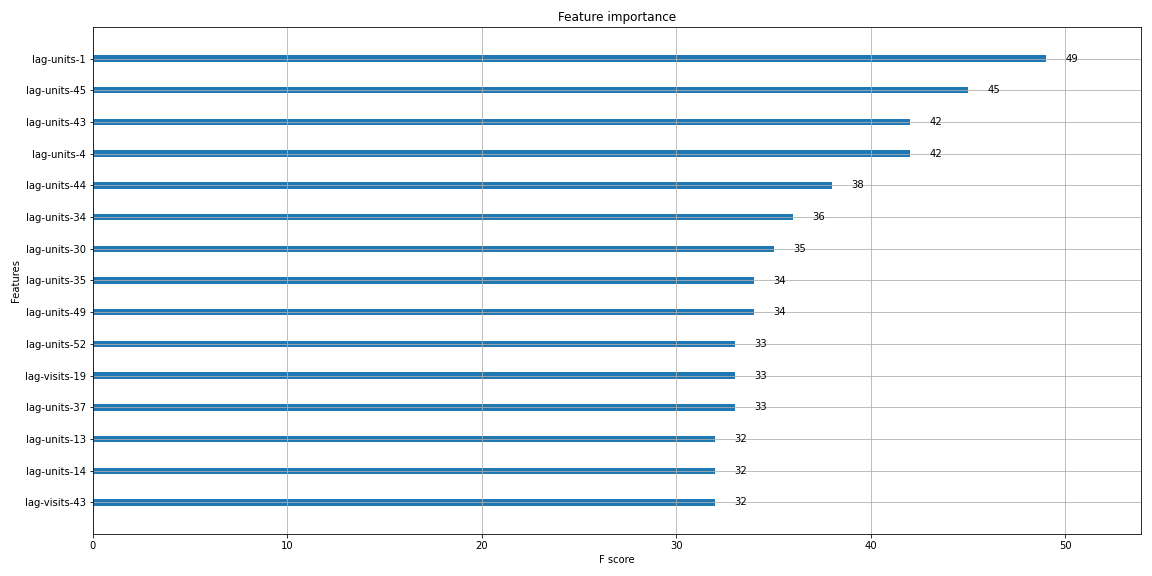 Feature importance
Features
lag-units-1 49
lag-units-45 45
lag-units-43 42
lag-units-4 42
lag-units-44 38
lag-units-34 36
lag-units-30 35
lag-units-35 34
lag-units-49 34
lag-units-52 33
lag-visits-19 33
lag-units-37 33
lag-units-13 32
lag-units-14 32
lag-visits-43 32
0 10 20 30 40 50
F score